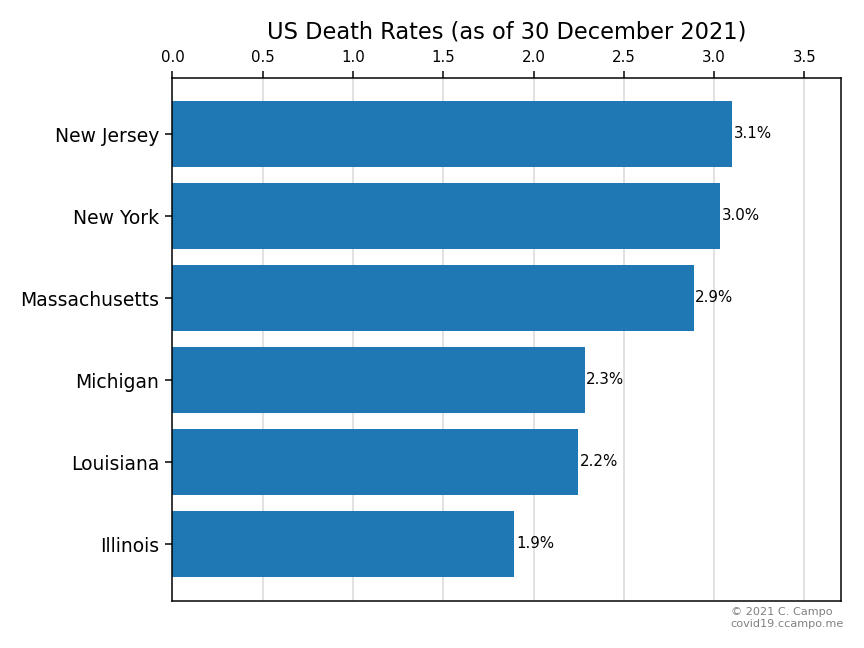 US Death Rates (as of 30 December 2021)
0.0 0.5 1.0 1.5 2.0 2.5 3.0 3.5
New Jersey 3.1%
New York 3.0%
Massachusetts 2.9%
Michigan 2.3%
Louisiana 2.2%
Illinois 1.9%
© 2021 C. Campo
covid19.ccampo.me